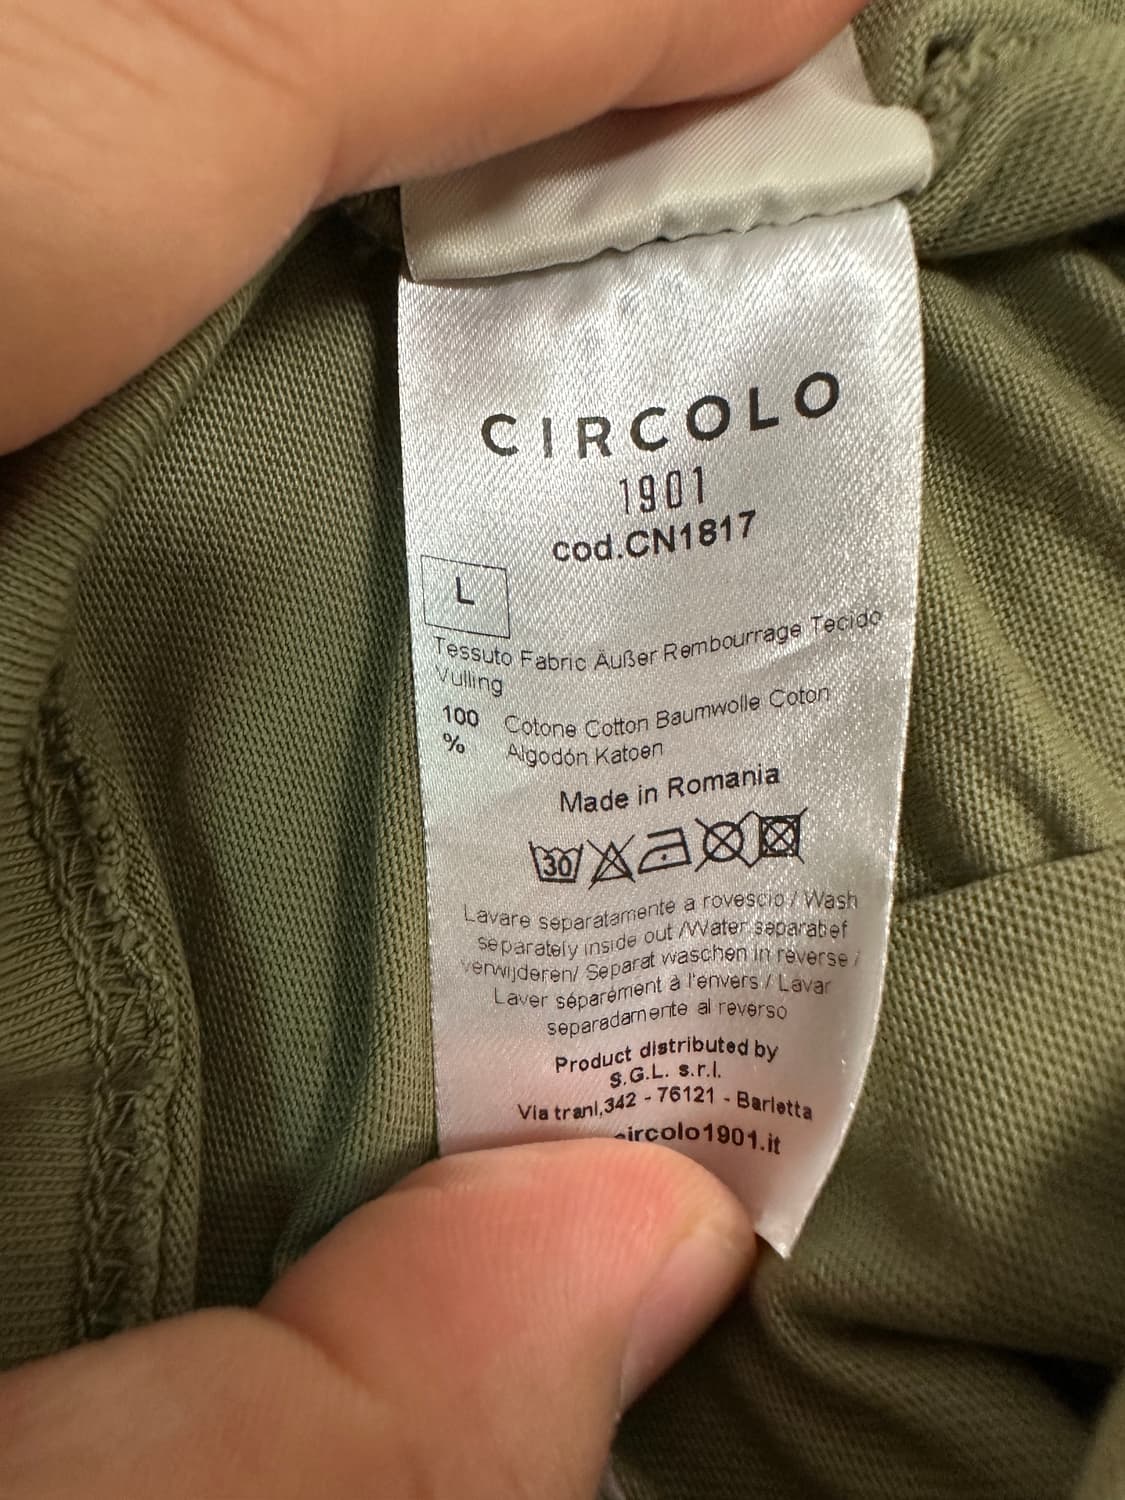 CIRCOLO
1901
cod.CN1817
L
Tessuto Fabric Äußer Rembourrage Tecido
Vulling
100 Cotone Cotton Baumwolle Coton
% Algodón Katoen
Made in Romania
30
Lavare separatamente a rovescio / Wash
separately inside out /Water separatief
verwijderen/ Separat waschen in reverse /
Laver séparément à l'envers / Lavar
separadamente al reverso
Product distributed by
S.G.L. s.r.l.
Via trani,342 - 76121 - Barletta
circolo1901.it